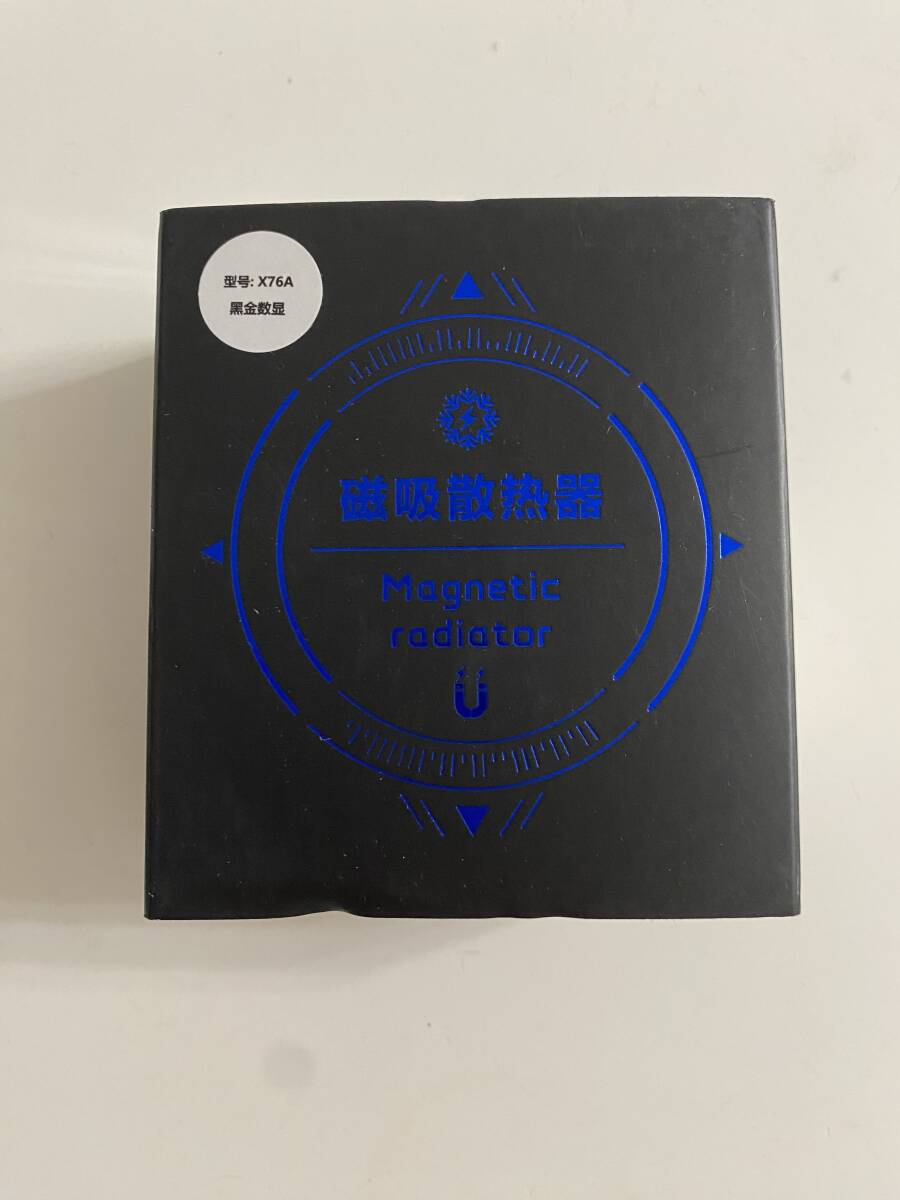 型号: X76A
黑金数显
磁吸散热器
Magnetic
radiator